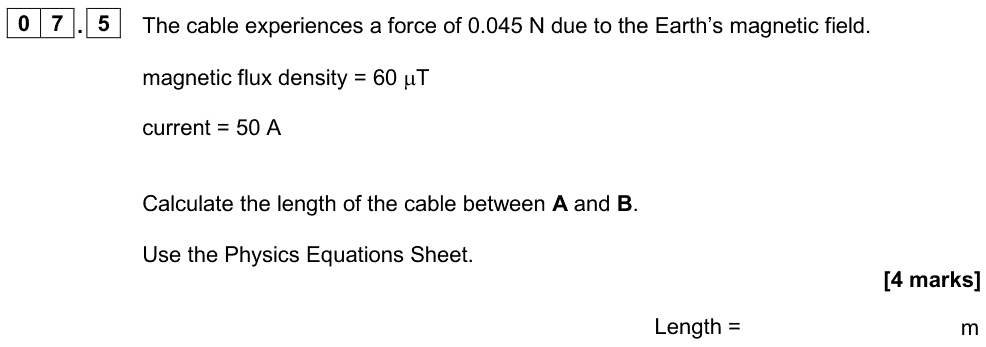 0 7 . 5 The cable experiences a force of 0.045 N due to the Earth’s magnetic field.
magnetic flux density = 60 μT
current = 50 A
Calculate the length of the cable between A and B.
Use the Physics Equations Sheet.
[4 marks]
Length = m